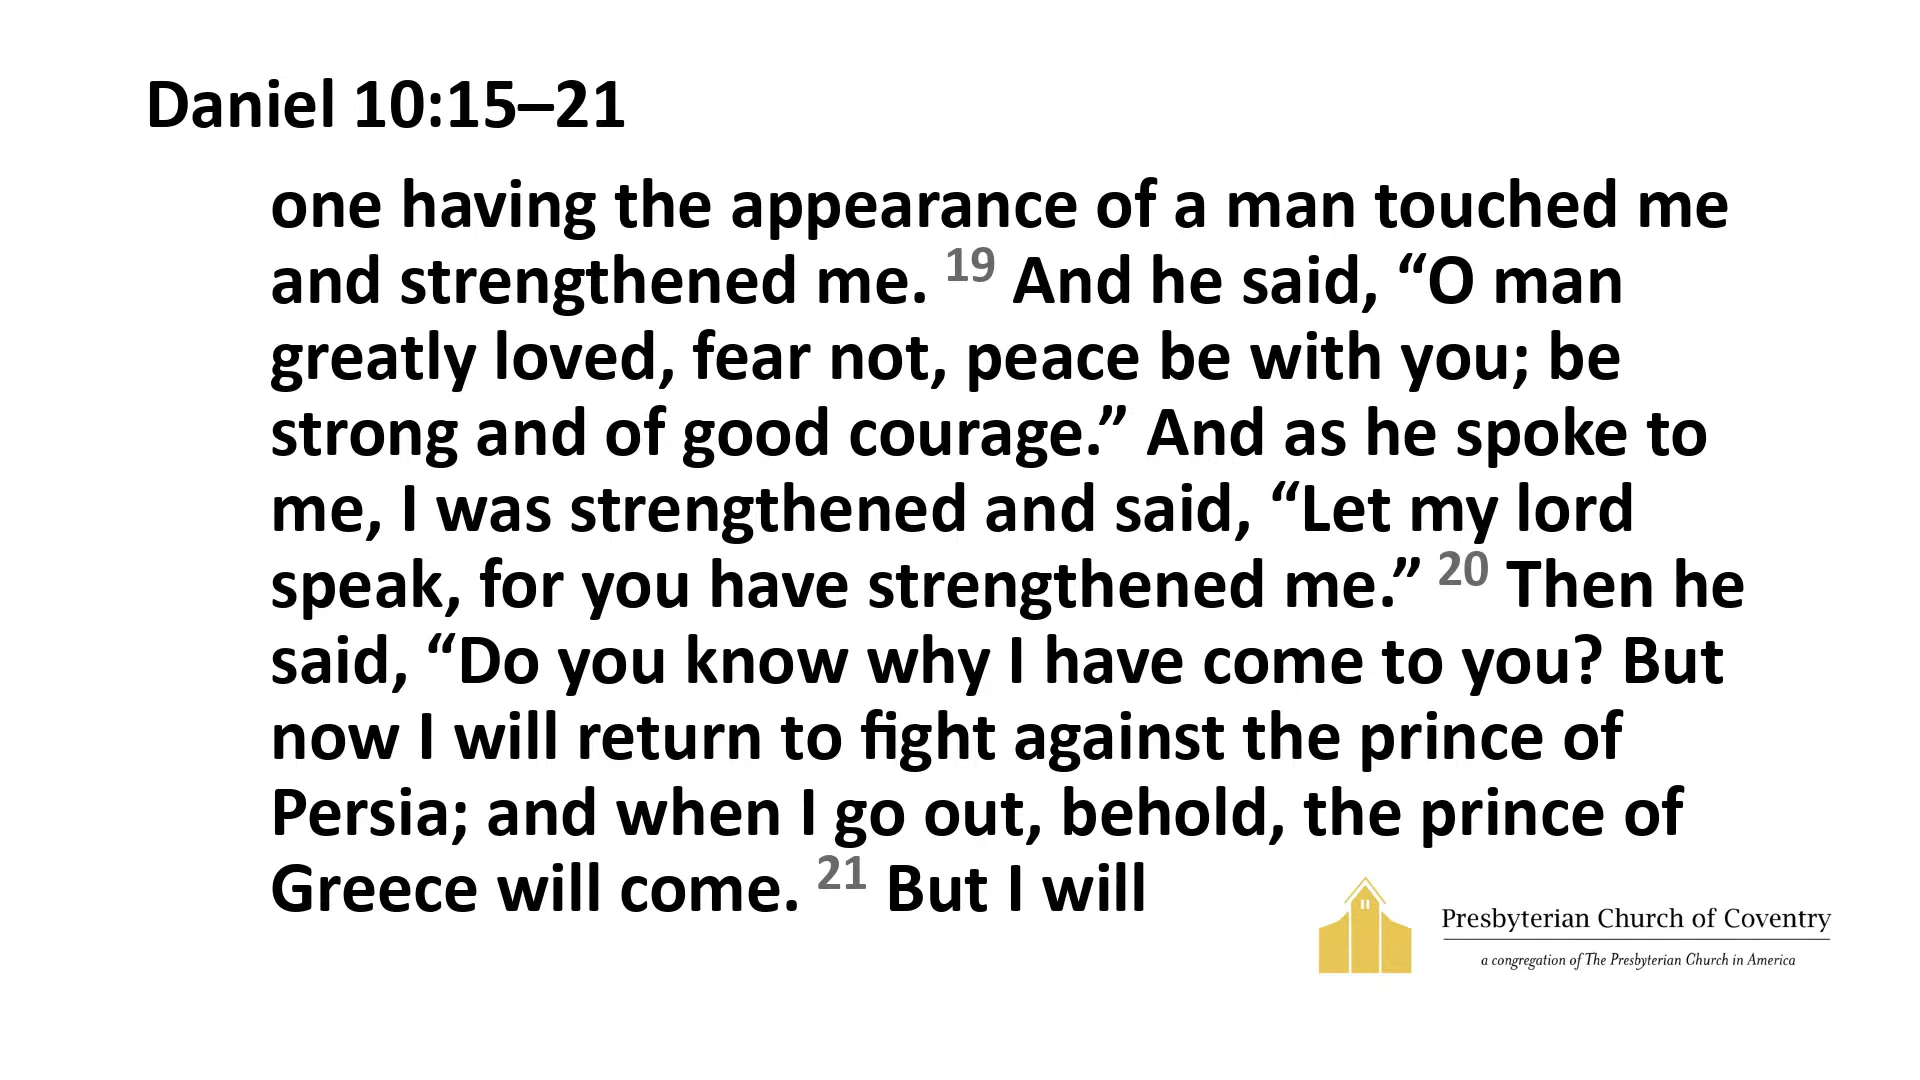 Daniel 10:15–21
one having the appearance of a man touched me
and strengthened me. 19 And he said, “O man
greatly loved, fear not, peace be with you; be
strong and of good courage.” And as he spoke to
me, I was strengthened and said, “Let my lord
speak, for you have strengthened me.” 20 Then he
said, “Do you know why I have come to you? But
now I will return to fight against the prince of
Persia; and when I go out, behold, the prince of
Greece will come. 21 But I will
Presbyterian Church of Coventry
a congregation of The Presbyterian Church in America